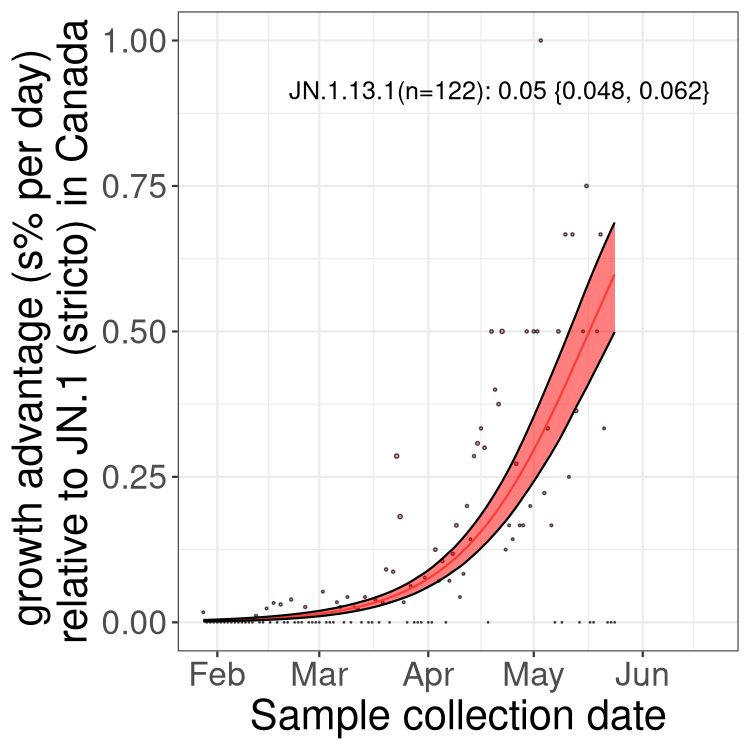 growth advantage (s% per day)
relative to JN.1 (stricto) in Canada
1.00
0.75
0.50
0.25
0.00
JN.1.13.1(n=122): 0.05 {0.048, 0.062}
Feb Mar Apr May Jun
Sample collection date